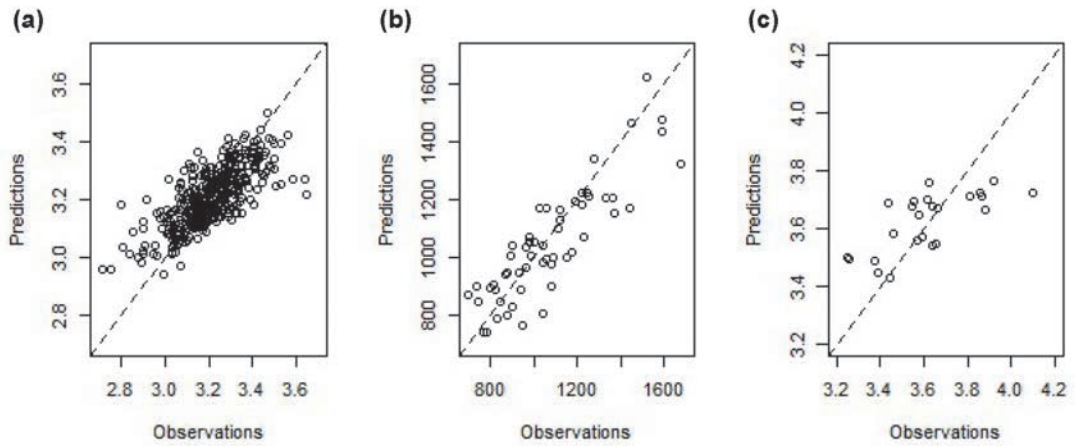 (a)
Predictions
2.8 3.0 3.2 3.4 3.6
2.8 3.0 3.2 3.4 3.6
Observations
(b)
Predictions
800 1000 1200 1400 1600
800 1200 1600
Observations
(c)
Predictions
3.2 3.4 3.6 3.8 4.0 4.2
3.2 3.4 3.6 3.8 4.0 4.2
Observations